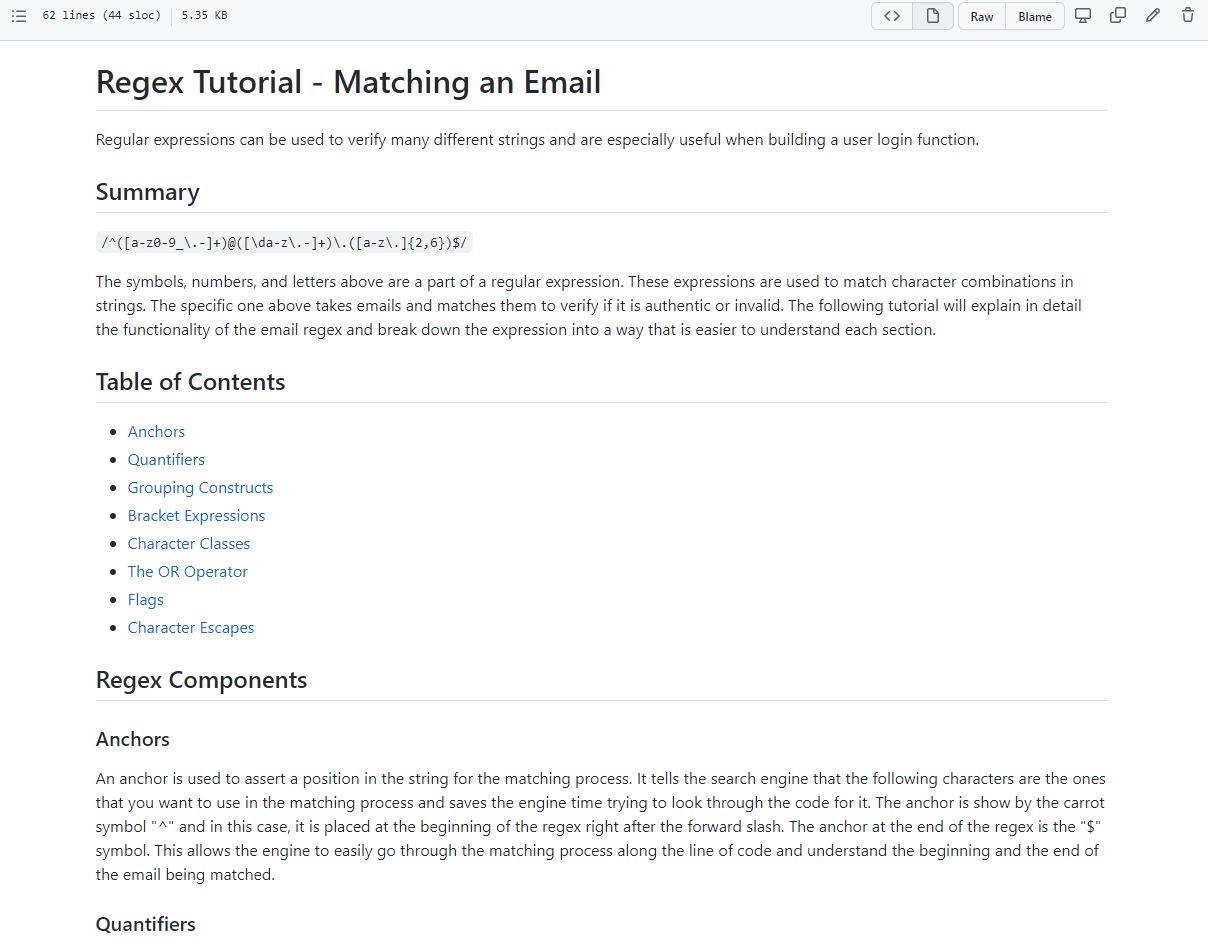 62 lines (44 sloc) 5.35 KB
<> Raw Blame
Regex Tutorial - Matching an Email
Regular expressions can be used to verify many different strings and are especially useful when building a user login function.
Summary
/^([a-z0-9_\.-]+)@([\da-z\.-]+)\.([a-z\.]{2,6})$/
The symbols, numbers, and letters above are a part of a regular expression. These expressions are used to match character combinations in
strings. The specific one above takes emails and matches them to verify if it is authentic or invalid. The following tutorial will explain in detail
the functionality of the email regex and break down the expression into a way that is easier to understand each section.
Table of Contents
• Anchors
• Quantifiers
• Grouping Constructs
• Bracket Expressions
• Character Classes
• The OR Operator
• Flags
• Character Escapes
Regex Components
Anchors
An anchor is used to assert a position in the string for the matching process. It tells the search engine that the following characters are the ones
that you want to use in the matching process and saves the engine time trying to look through the code for it. The anchor is show by the carrot
symbol "^" and in this case, it is placed at the beginning of the regex right after the forward slash. The anchor at the end of the regex is the "$"
symbol. This allows the engine to easily go through the matching process along the line of code and understand the beginning and the end of
the email being matched.
Quantifiers